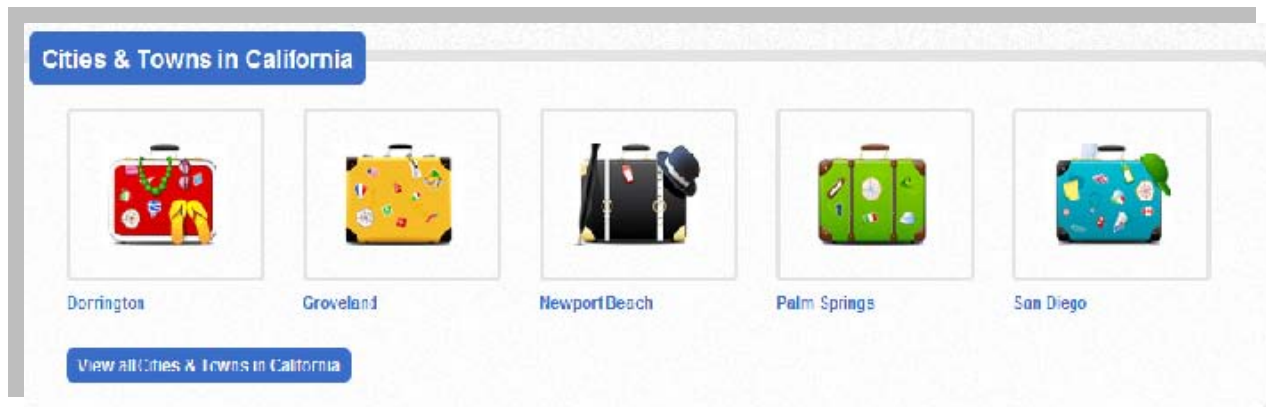 Cities & Towns in California
Dorrington
Groveland
Newport Beach
Palm Springs
San Diego
View all Cities & Towns in California